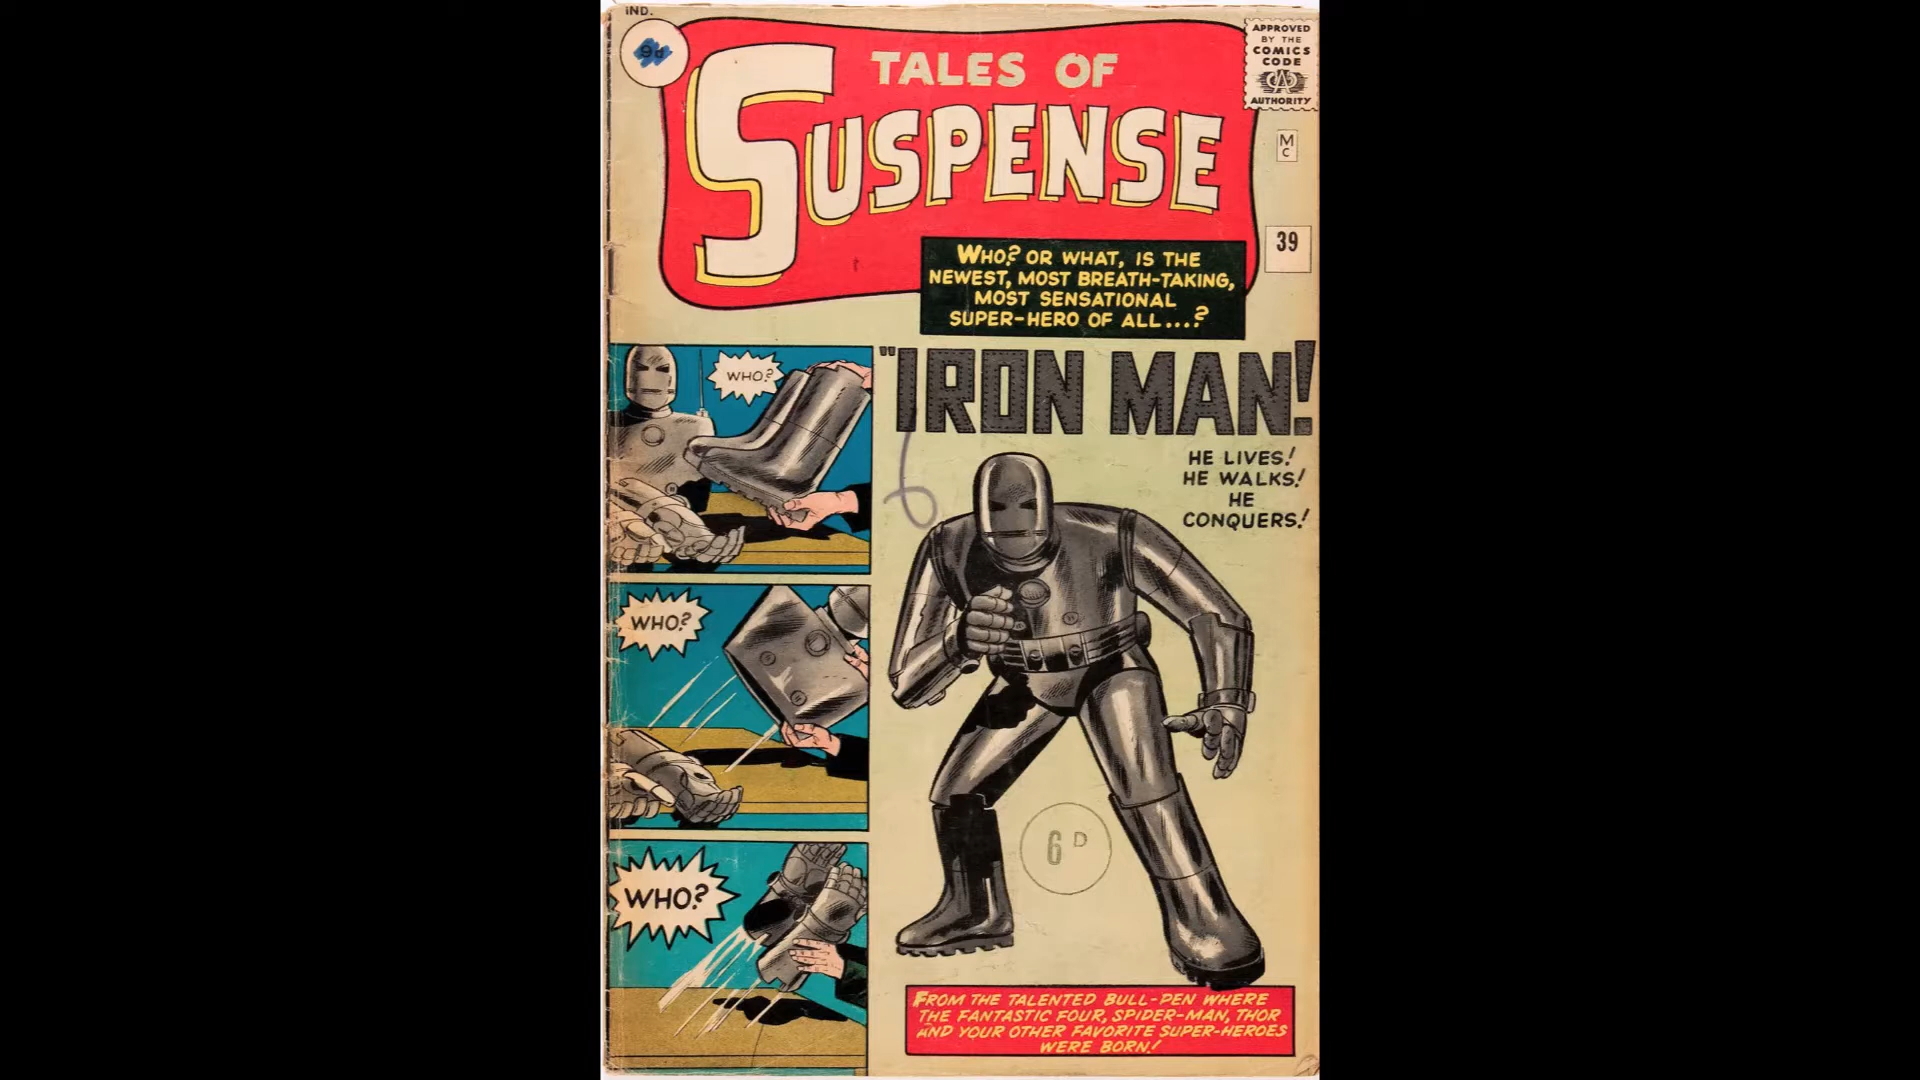 IND.
9d
TALES OF
SUSPENSE
APPROVED
BY THE
COMICS
CODE
CA
AUTHORITY
M
C
39
WHO? OR WHAT, IS THE
NEWEST, MOST BREATH-TAKING,
MOST SENSATIONAL
SUPER-HERO OF ALL...?
"IRON MAN!
HE LIVES!
HE WALKS!
HE
CONQUERS!
WHO?
WHO?
WHO?
6
6D
FROM THE TALENTED BULL-PEN WHERE
THE FANTASTIC FOUR, SPIDER-MAN, THOR
AND YOUR OTHER FAVORITE SUPER-HEROES
WERE BORN!